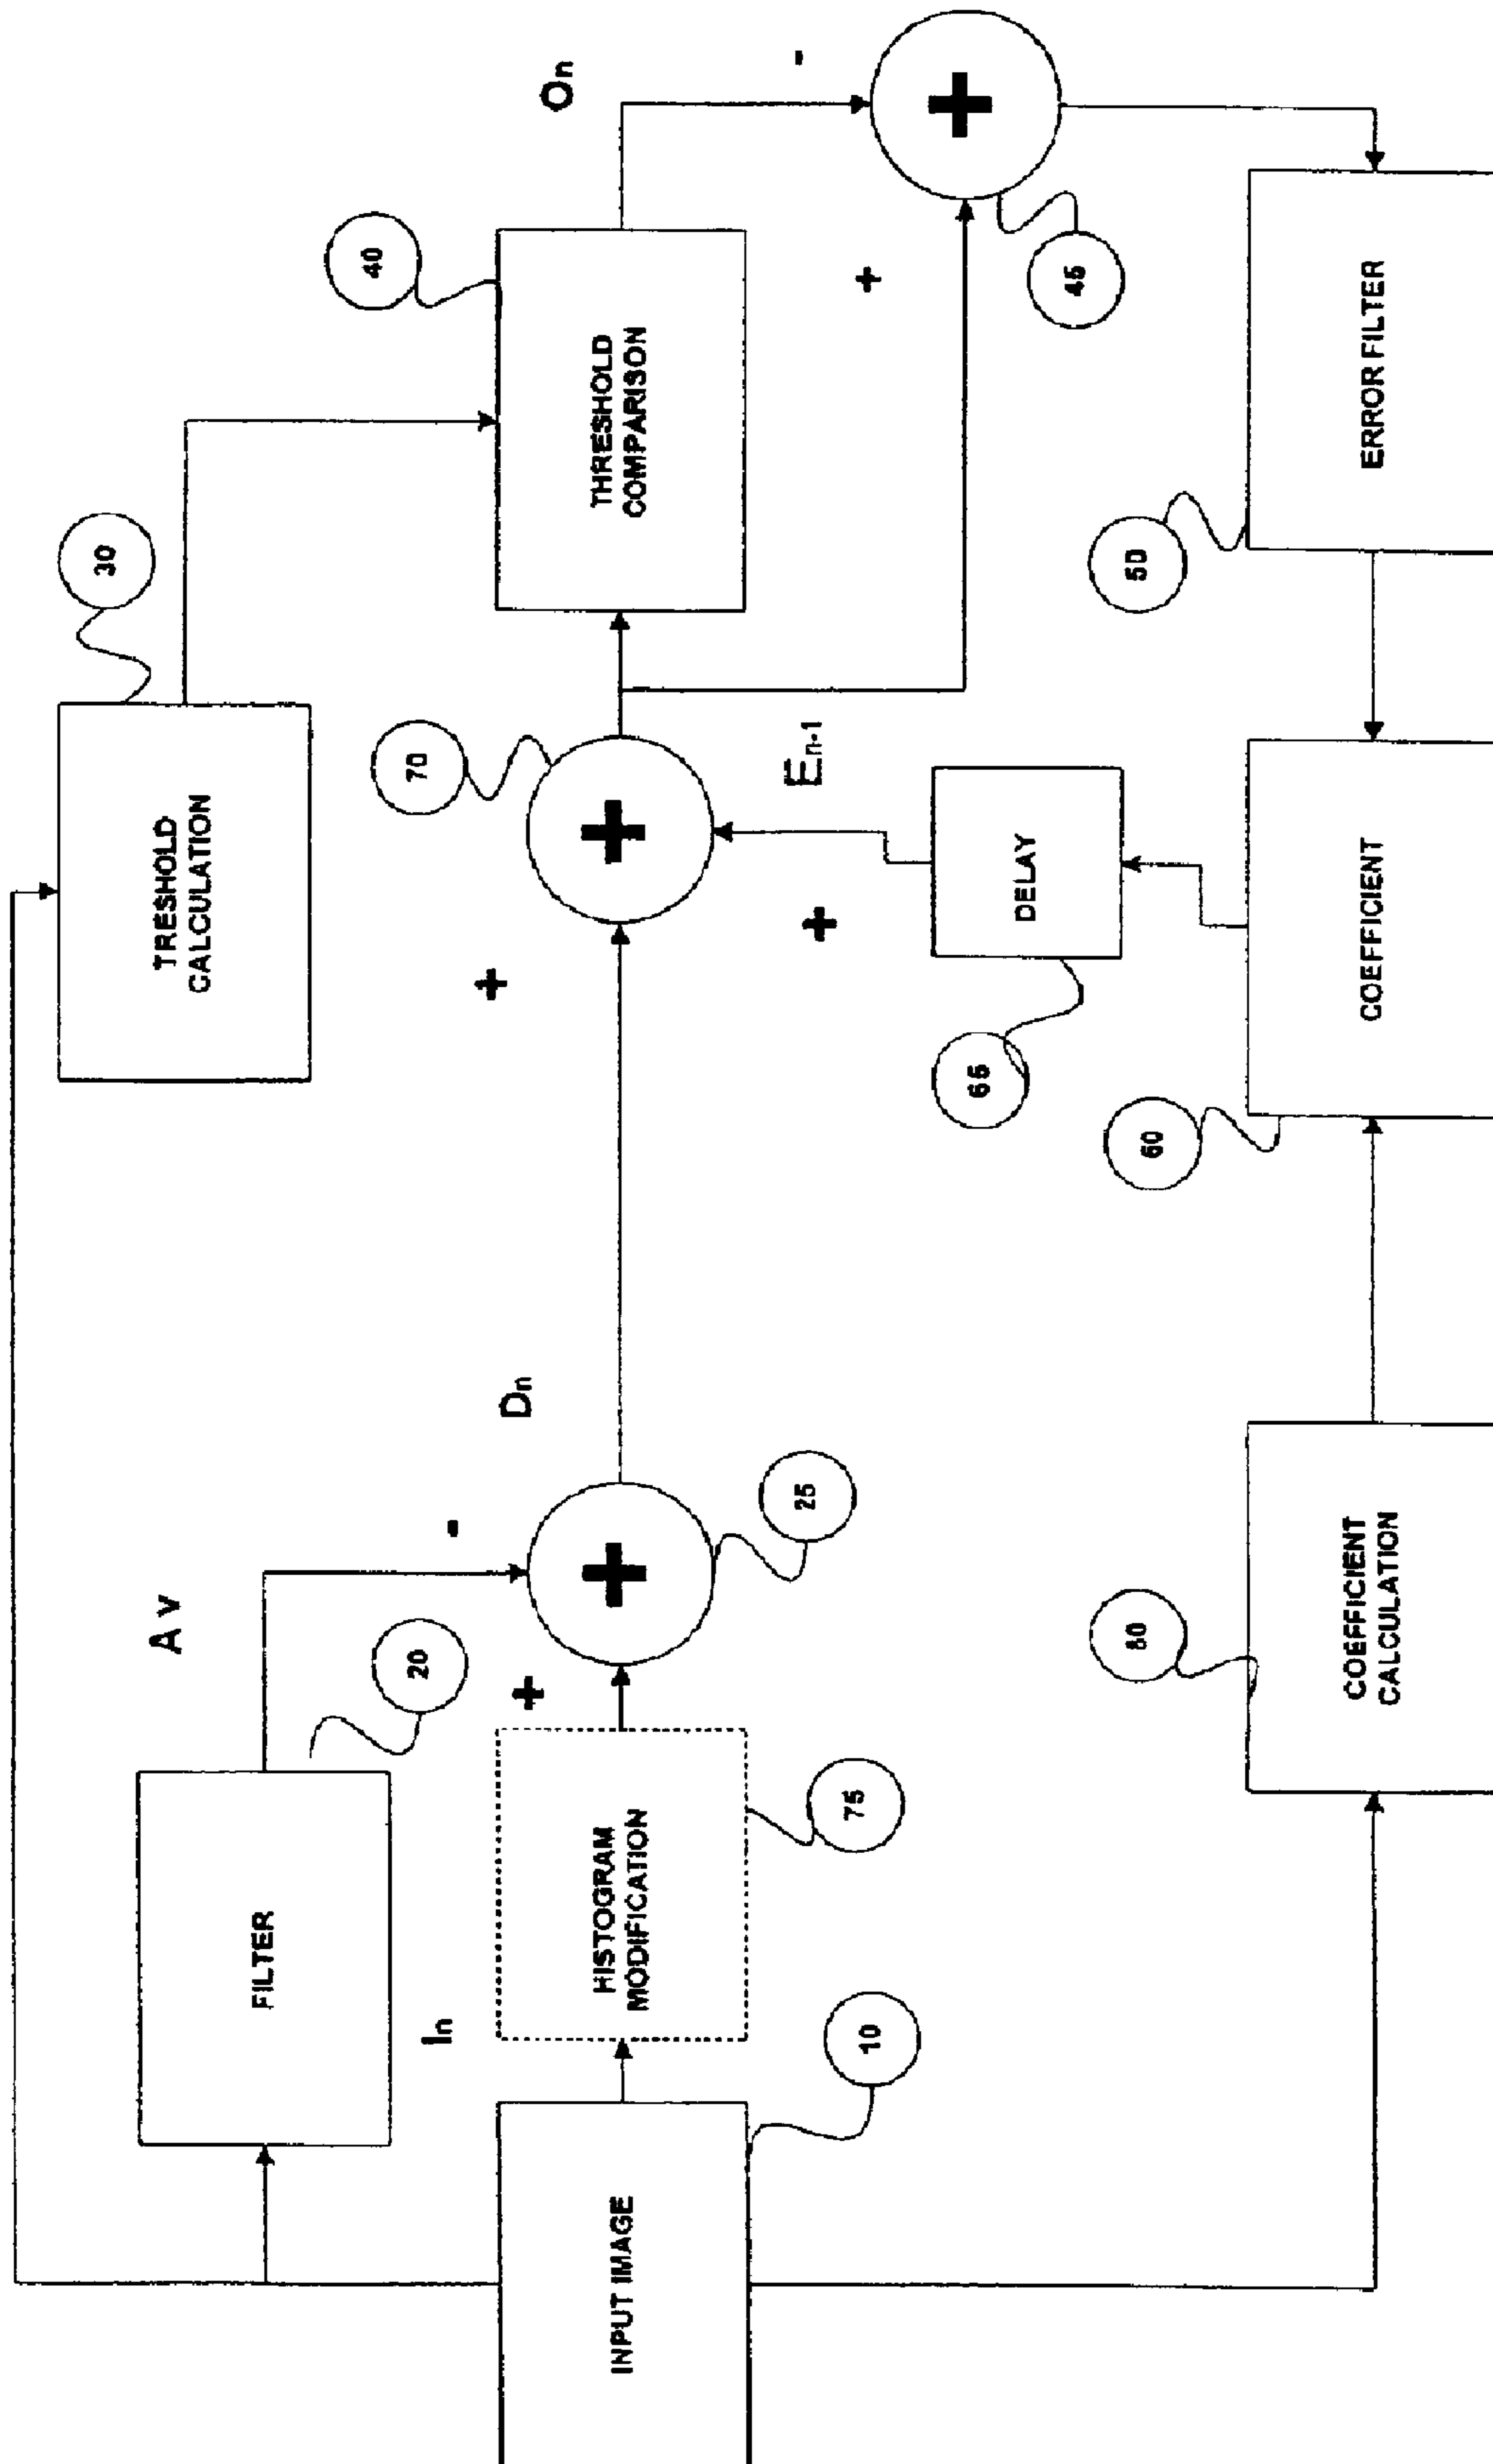 30
Av
TRESHOLD
CALCULATION
FILTER
40
20
70
In
-
+
Dn
+
On
INPUT IMAGE
HISTOGRAM
MODIFICATION
+
+
THRESHOLD
COMPARISON
-
25
En-1
+
75
+
10
+
65
DELAY
45
80
50
60
COEFFICIENT
CALCULATION
COEFFICIENT
ERROR FILTER